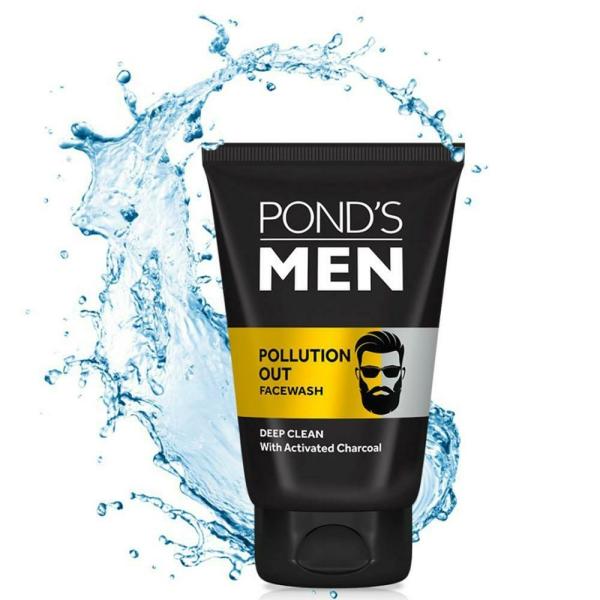 POND'S
MEN
POLLUTION
OUT
FACEWASH
DEEP CLEAN
With Activated Charcoal